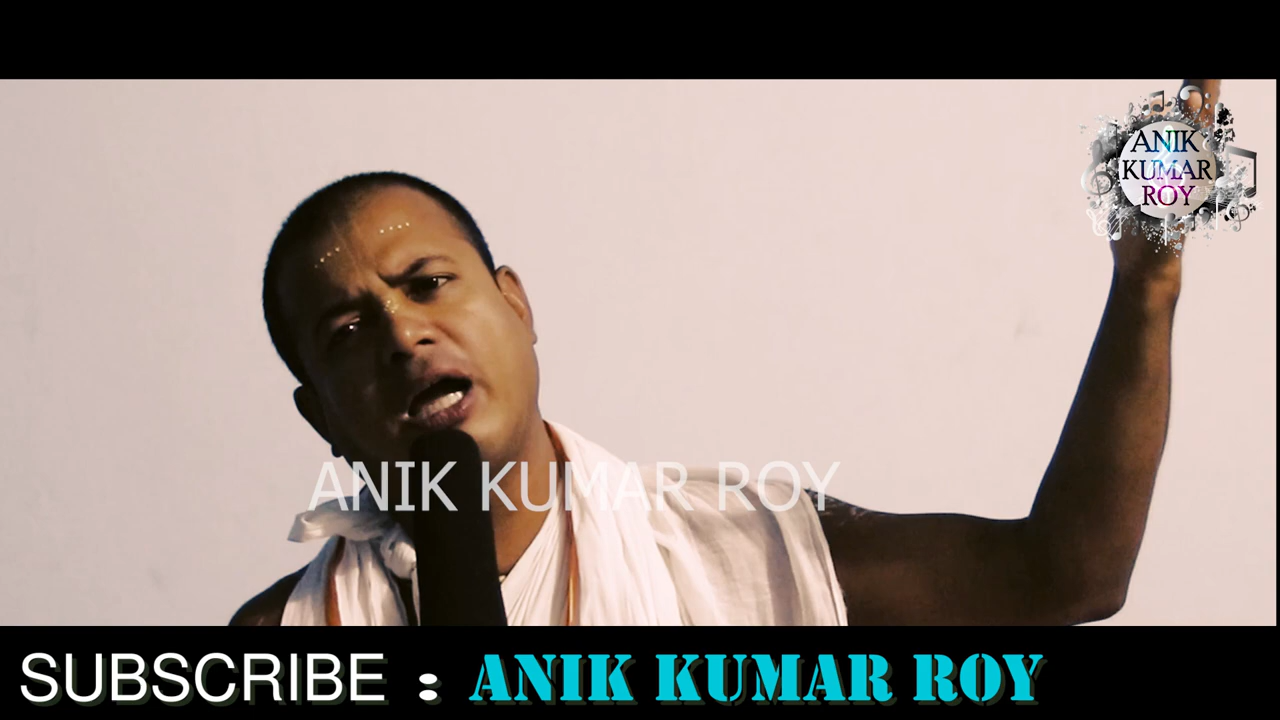 ANIK
KUMAR
ROY
ANIK KUMAR ROY
SUBSCRIBE : ANIK KUMAR ROY